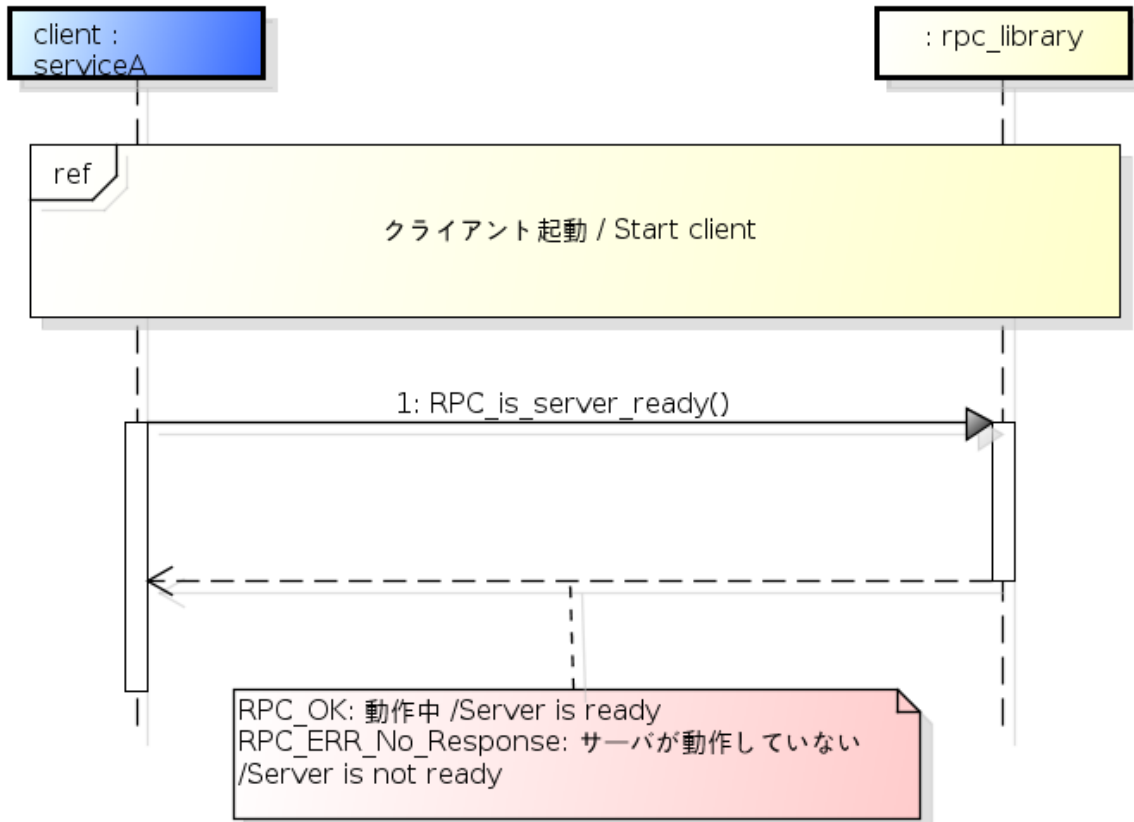 client :
serviceA
: rpc_library
ref
クライアント起動 / Start client
1: RPC_is_server_ready()
RPC_OK: 動作中 /Server is ready
RPC_ERR_No_Response: サーバが動作していない
/Server is not ready